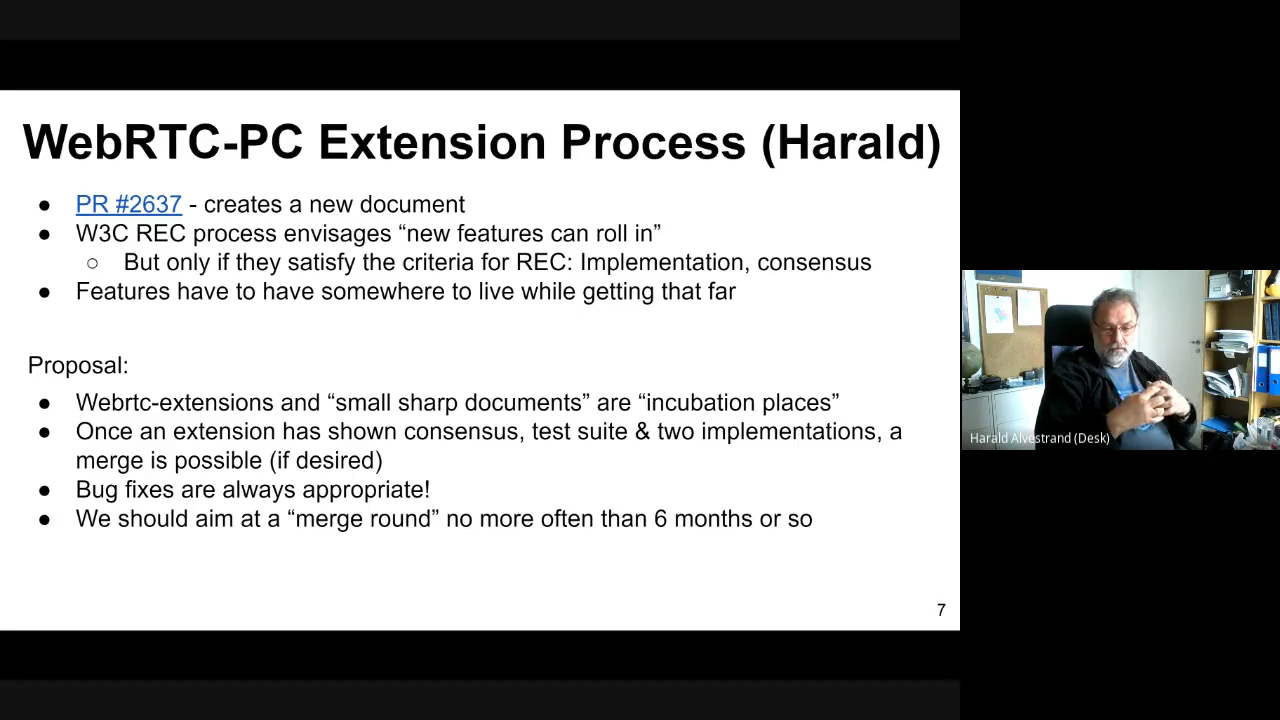 WebRTC-PC Extension Process (Harald)
● PR #2637 - creates a new document
● W3C REC process envisages “new features can roll in”
○ But only if they satisfy the criteria for REC: Implementation, consensus
● Features have to have somewhere to live while getting that far
Proposal:
● Webrtc-extensions and “small sharp documents” are “incubation places”
● Once an extension has shown consensus, test suite & two implementations, a
merge is possible (if desired)
● Bug fixes are always appropriate!
● We should aim at a “merge round” no more often than 6 months or so
7
Harald Alvestrand (Desk)